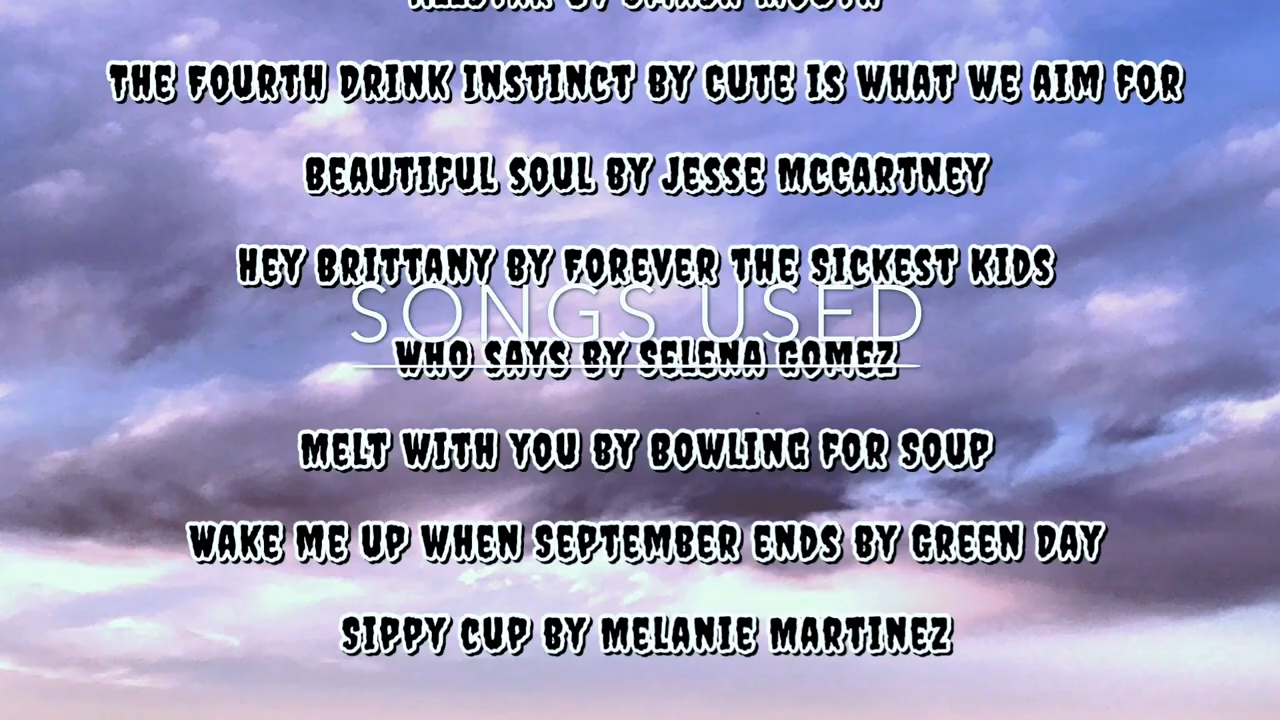 THE FOURTH DRINK INSTINCT BY CUTE IS WHAT WE AIM FOR
BEAUTIFUL SOUL BY JESSE MCCARTNEY
HEY BRITTANY BY FOREVER THE SICKEST KIDS
SONGS USED
WHO SAYS BY SELENA GOMEZ
MELT WITH YOU BY BOWLING FOR SOUP
WAKE ME UP WHEN SEPTEMBER ENDS BY GREEN DAY
SIPPY CUP BY MELANIE MARTINEZ